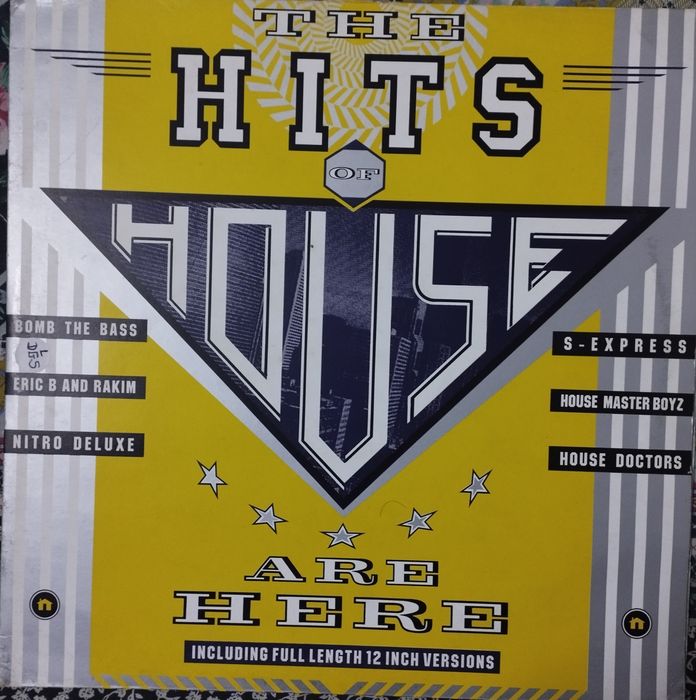 THE
HITS
OF
HOUSE
BOMB THE BASS
ERIC B AND RAKIM
NITRO DELUXE
S-EXPRESS
HOUSE MASTER BOYZ
HOUSE DOCTORS
ARE
HERE
INCLUDING FULL LENGTH 12 INCH VERSIONS